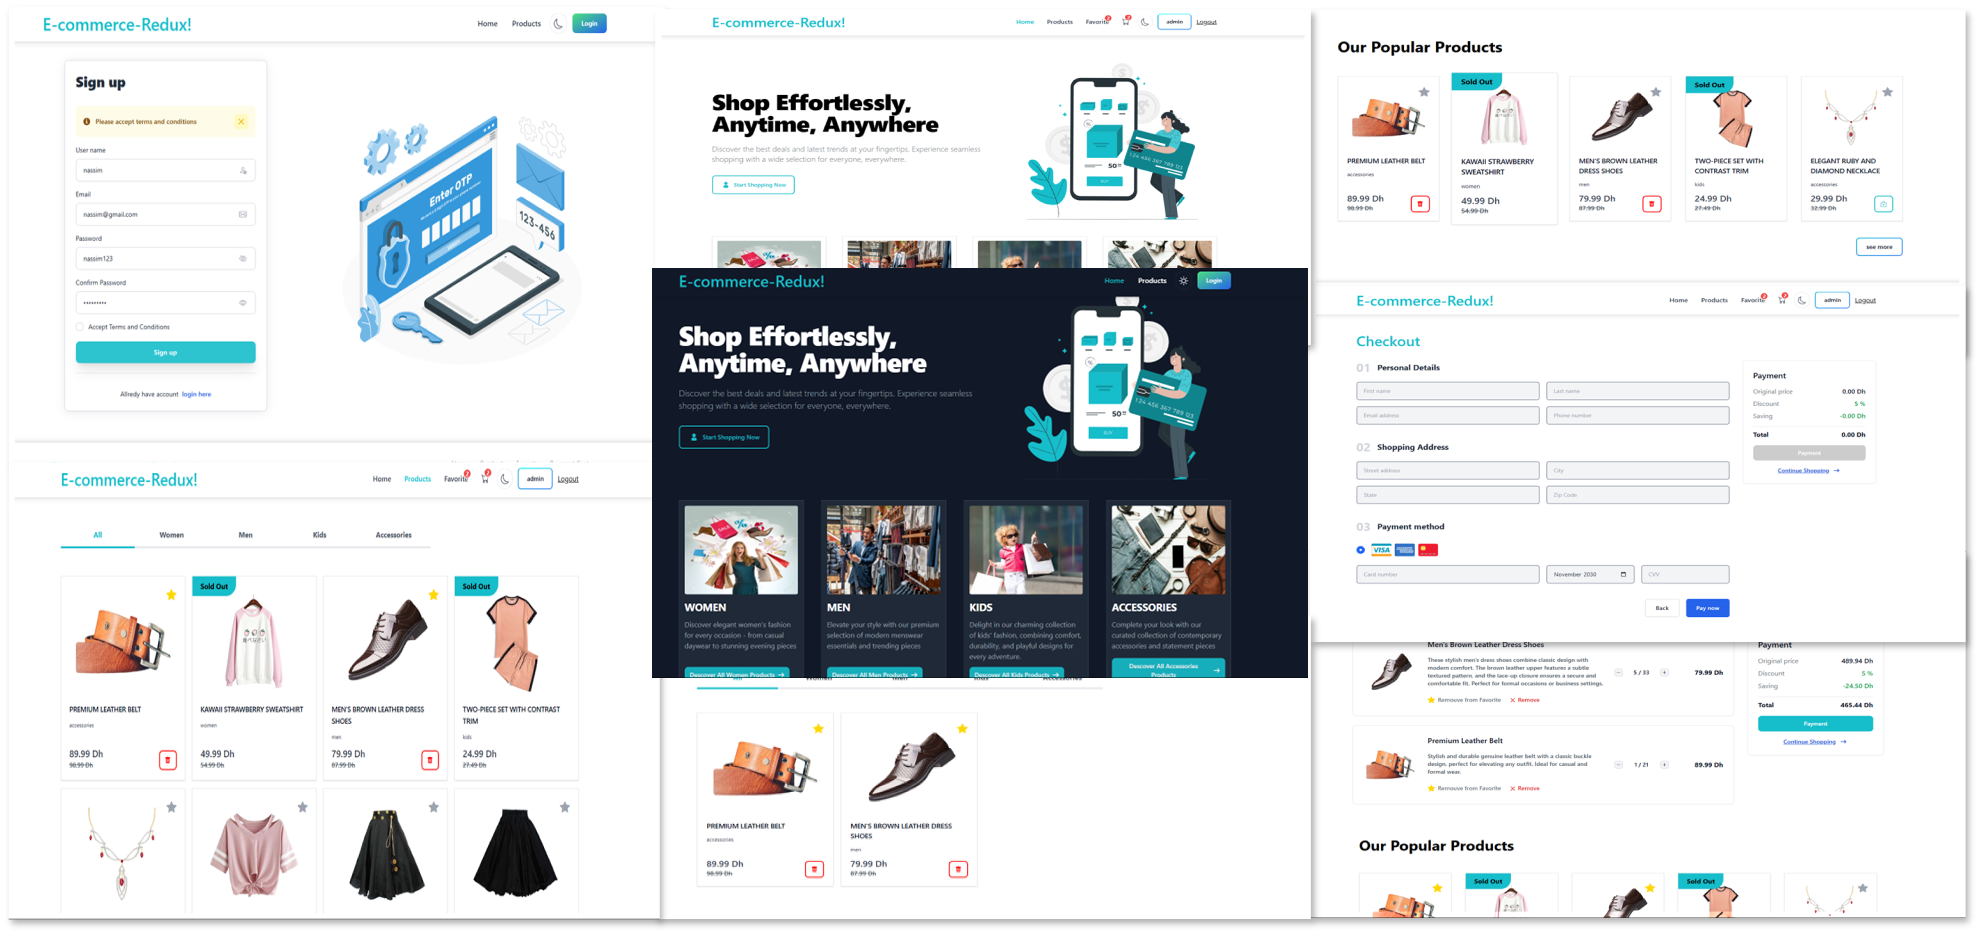 E-commerce-Redux!
Home Products Login
Sign up
Please accept terms and conditions
User name
nassim
Email
nassim@gmail.com
Password
nassim123
Confirm Password
•••••••••
Accept Terms and Conditions
Sign up
Allredy have account login here
Enter OTP
123-456
E-commerce-Redux!
Home Products Favorite admin Logout
All Women Men Kids Accessories
PREMIUM LEATHER BELT
accessories
89.99 Dh
98.99 Dh
Sold Out
KAWAII STRAWBERRY SWEATSHIRT
women
49.99 Dh
54.99 Dh
MEN'S BROWN LEATHER DRESS
SHOES
men
79.99 Dh
87.99 Dh
Sold Out
TWO-PIECE SET WITH CONTRAST
TRIM
kids
24.99 Dh
27.49 Dh
E-commerce-Redux!
Home Products Favorite admin Logout
Shop Effortlessly,
Anytime, Anywhere
Discover the best deals and latest trends at your fingertips. Experience seamless
shopping with a wide selection for everyone, everywhere.
Start Shopping Now
50
BUY
124 456 367 789 113
E-commerce-Redux!
Home Products Login
Shop Effortlessly,
Anytime, Anywhere
Discover the best deals and latest trends at your fingertips. Experience seamless
shopping with a wide selection for everyone, everywhere.
Start Shopping Now
50
BUY
124 456 367 789 113
WOMEN
Discover elegant women's fashion
for every occasion - from casual
daywear to stunning evening pieces
Descover All Women Products →
MEN
Elevate your style with our premium
selection of modern menswear
essentials and trending pieces
Descover All Men Products →
KIDS
Delight in our charming collection
of kids' fashion, combining comfort,
durability, and playful designs for
every adventure.
Descover All Kids Products →
ACCESSORIES
Complete your look with our
curated collection of contemporary
accessories and statement pieces
Descover All Accessories
Products →
All Women Men Kids Accessories
PREMIUM LEATHER BELT
accessories
89.99 Dh
98.99 Dh
MEN'S BROWN LEATHER DRESS
SHOES
men
79.99 Dh
87.99 Dh
Our Popular Products
PREMIUM LEATHER BELT
accessories
89.99 Dh
98.99 Dh
Sold Out
KAWAII STRAWBERRY
SWEATSHIRT
women
49.99 Dh
54.99 Dh
MEN'S BROWN LEATHER
DRESS SHOES
men
79.99 Dh
87.99 Dh
Sold Out
TWO-PIECE SET WITH
CONTRAST TRIM
kids
24.99 Dh
27.49 Dh
ELEGANT RUBY AND
DIAMOND NECKLACE
accessories
29.99 Dh
32.99 Dh
see more
E-commerce-Redux!
Home Products Favorite admin Logout
Checkout
01 Personal Details
First name Last name
Email address Phone number
02 Shopping Address
Street address City
State Zip Code
03 Payment method
VISA
Card number November 2030 CVV
Back Pay now
Payment
Original price 0.00 Dh
Discount 5 %
Saving -0.00 Dh
Total 0.00 Dh
Payment
Continue Shopping →
Men's Brown Leather Dress Shoes
These stylish men's dress shoes combine classic design with
modern comfort. The brown leather upper features a subtle
textured pattern, and the lace-up closure ensures a secure and
comfortable fit. Perfect for formal occasions or business settings.
Remouve from Favorite Remove
5 / 33
79.99 Dh
Premium Leather Belt
Stylish and durable genuine leather belt with a classic buckle
design, perfect for elevating any outfit. Ideal for casual and
formal wear.
Remouve from Favorite Remove
1 / 21
89.99 Dh
Payment
Original price 489.94 Dh
Discount 5 %
Saving -24.50 Dh
Total 465.44 Dh
Payment
Continue Shopping →
Our Popular Products
Sold Out
Sold Out